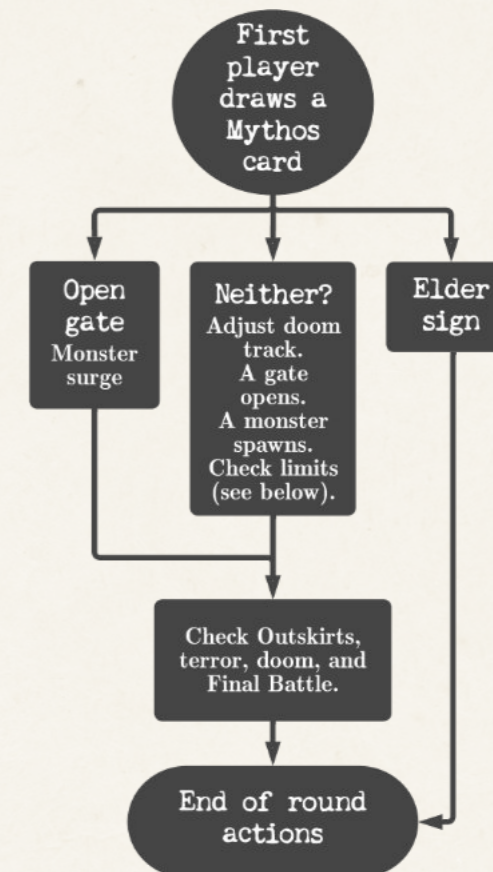 First
player
draws a
Mythos
card
Open
gate
Monster
surge
Neither?
Adjust doom
track.
A gate
opens.
A monster
spawns.
Check limits
(see below).
Elder
sign
Check Outskirts,
terror, doom, and
Final Battle.
End of round
actions